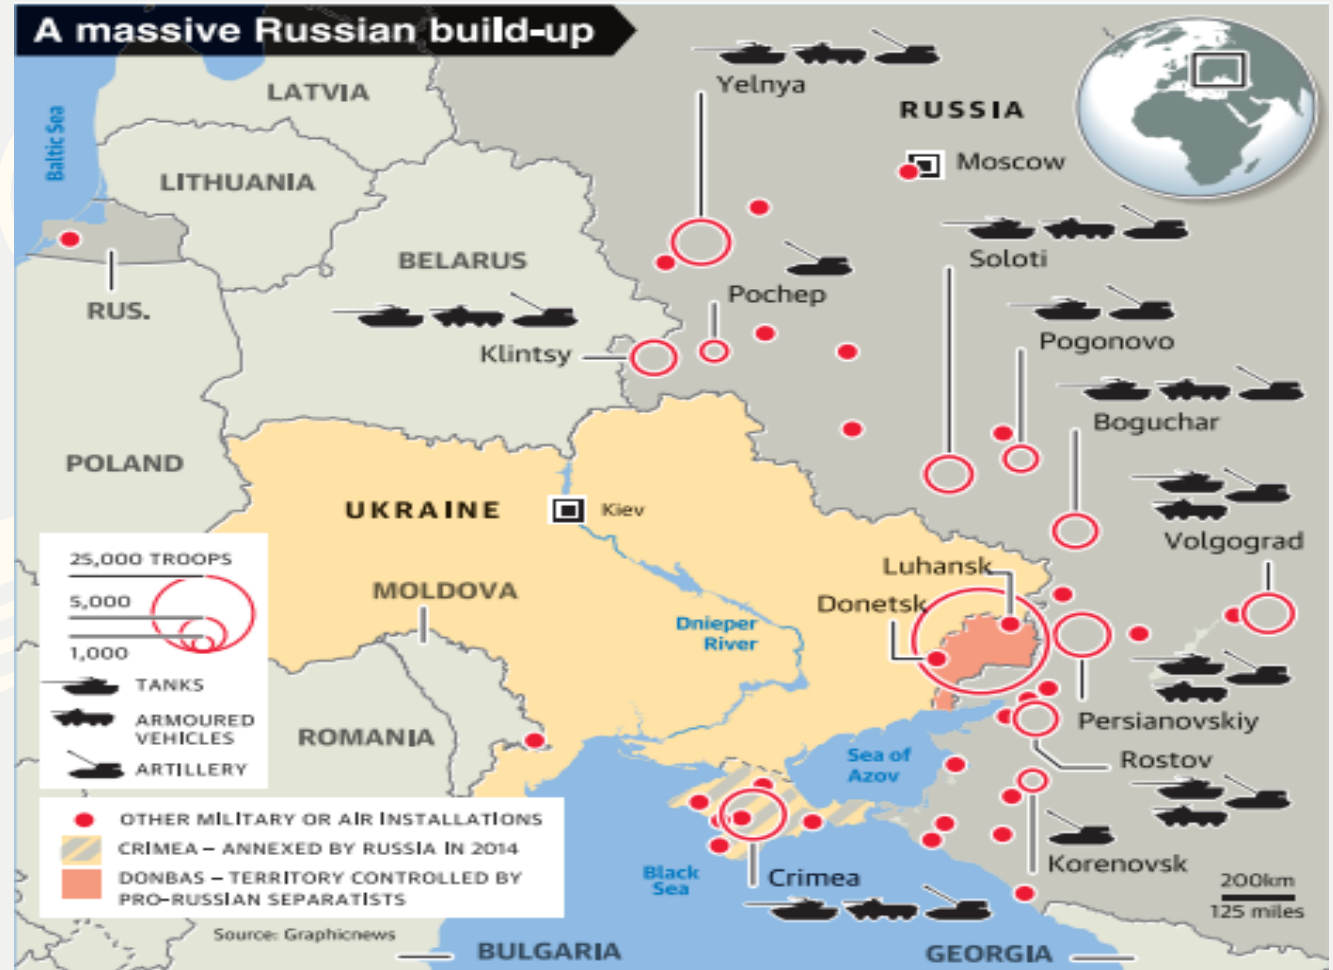 A massive Russian build-up
Yelnya
RUSSIA
Moscow
LATVIA
Baltic Sea
LITHUANIA
RUS.
BELARUS
Pochep
Soloti
Klintsy
Pogonovo
Boguchar
POLAND
UKRAINE
Kiev
Volgograd
Luhansk
Donetsk
MOLDOVA
Dnieper
River
Persianovskiy
ROMANIA
Sea of
Azov
Rostov
Korenovsk
Black
Sea
Crimea
200km
125 miles
25,000 TROOPS
5,000
1,000
TANKS
ARMOURED
VEHICLES
ARTILLERY
OTHER MILITARY OR AIR INSTALLATIONS
CRIMEA – ANNEXED BY RUSSIA IN 2014
DONBAS – TERRITORY CONTROLLED BY
PRO-RUSSIAN SEPARATISTS
Source: Graphicnews
BULGARIA
GEORGIA